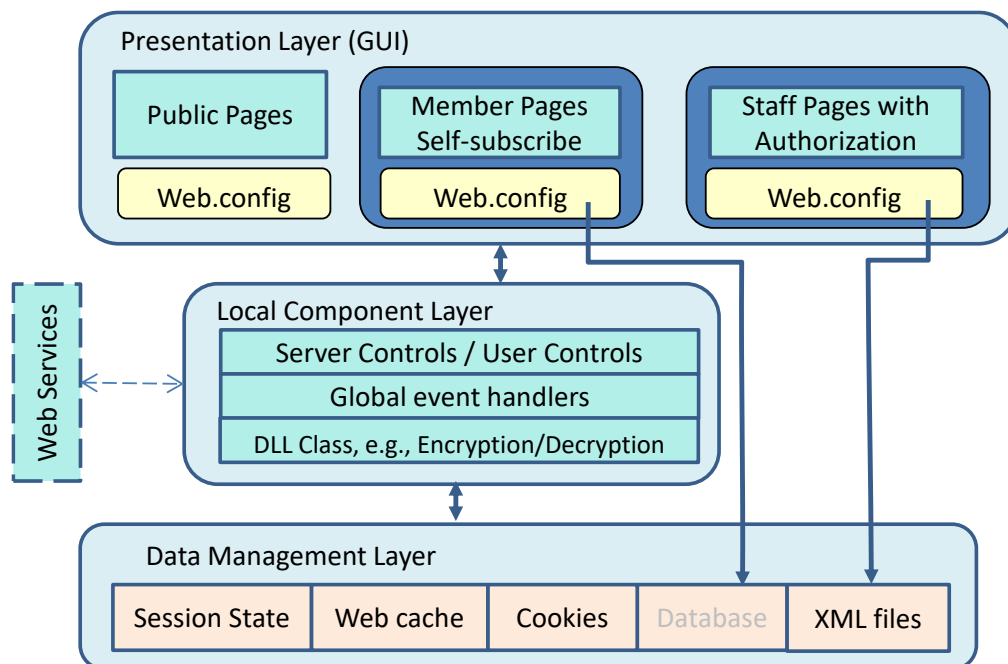 Presentation Layer (GUI)
Public Pages
Member Pages
Self-subscribe
Staff Pages with
Authorization
Web.config
Web.config
Web.config
Local Component Layer
Server Controls / User Controls
Global event handlers
DLL Class, e.g., Encryption/Decryption
Web Services
Data Management Layer
Session State
Web cache
Cookies
Database
XML files